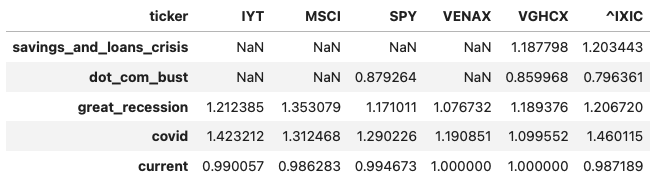 ticker IYT MSCI SPY VENAX VGHCX ^IXIC
savings_and_loans_crisis NaN NaN NaN NaN 1.187798 1.203443
dot_com_bust NaN NaN 0.879264 NaN 0.859968 0.796361
great_recession 1.212385 1.353079 1.171011 1.076732 1.189376 1.206720
covid 1.423212 1.312468 1.290226 1.190851 1.099552 1.460115
current 0.990057 0.986283 0.994673 1.000000 1.000000 0.987189